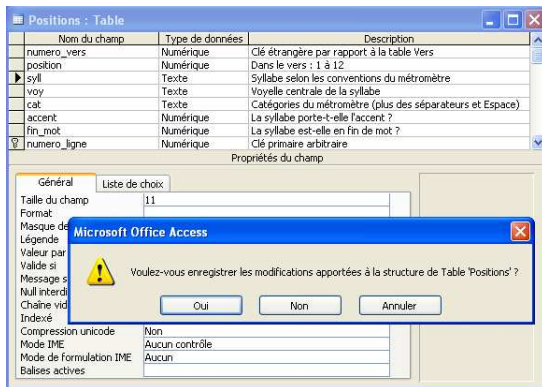 Positions : Table
Nom du champ Type de données Description
numero_vers Numérique Clé étrangère par rapport à la table Vers
position Numérique Dans le vers : 1 à 12
syll Texte Syllabe selon les conventions du métromètre
voy Texte Voyelle centrale de la syllabe
cat Texte Catégories du métromètre (plus des séparateurs et Espace)
accent Numérique La syllabe porte-t-elle l'accent ?
fin_mot Numérique La syllabe est-elle en fin de mot ?
numero_ligne Numérique Clé primaire arbitraire
Propriétés du champ
Général Liste de choix
Taille du champ 11
Format
Masque de
Légende
Valeur par
Valide si
Message s
Null interdi
Chaîne vid
Indexé
Microsoft Office Access
Voulez-vous enregistrer les modifications apportées à la structure de Table 'Positions' ?
Oui Non Annuler
Compression unicode Non
Mode IME Aucun contrôle
Mode de formulation IME Aucun
Balises actives